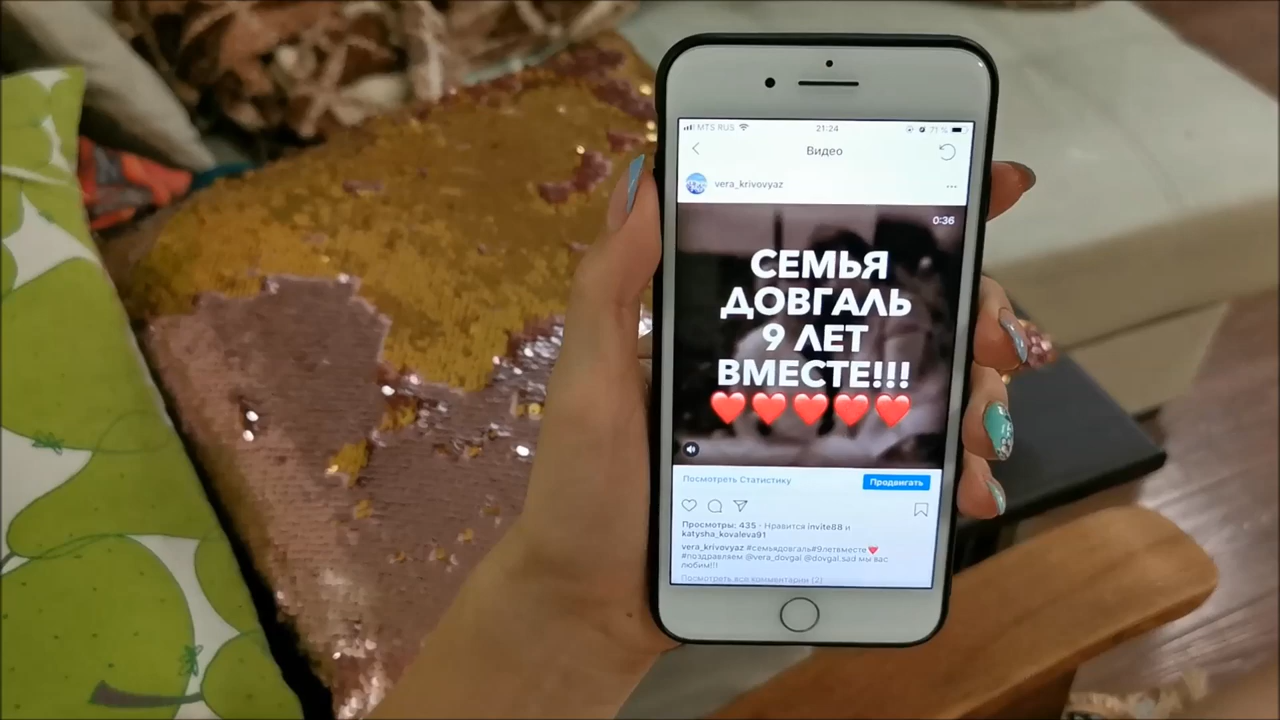 MTS RUS
21:24
71 %
Видео
vera_krivovyaz
0:36
СЕМЬЯ
ДОВГАЛЬ
9 ЛЕТ
ВМЕСТЕ!!!
Посмотреть Статистику
Продвигать
Просмотры: 435 · Нравится invite88 и
katysha_kovaleva91
vera_krivovyaz #семьядовгаль#9летвместе❤
#поздравляем @vera_dovgal @dovgal.sad мы вас
любим!!!
Посмотреть все комментарии (2)